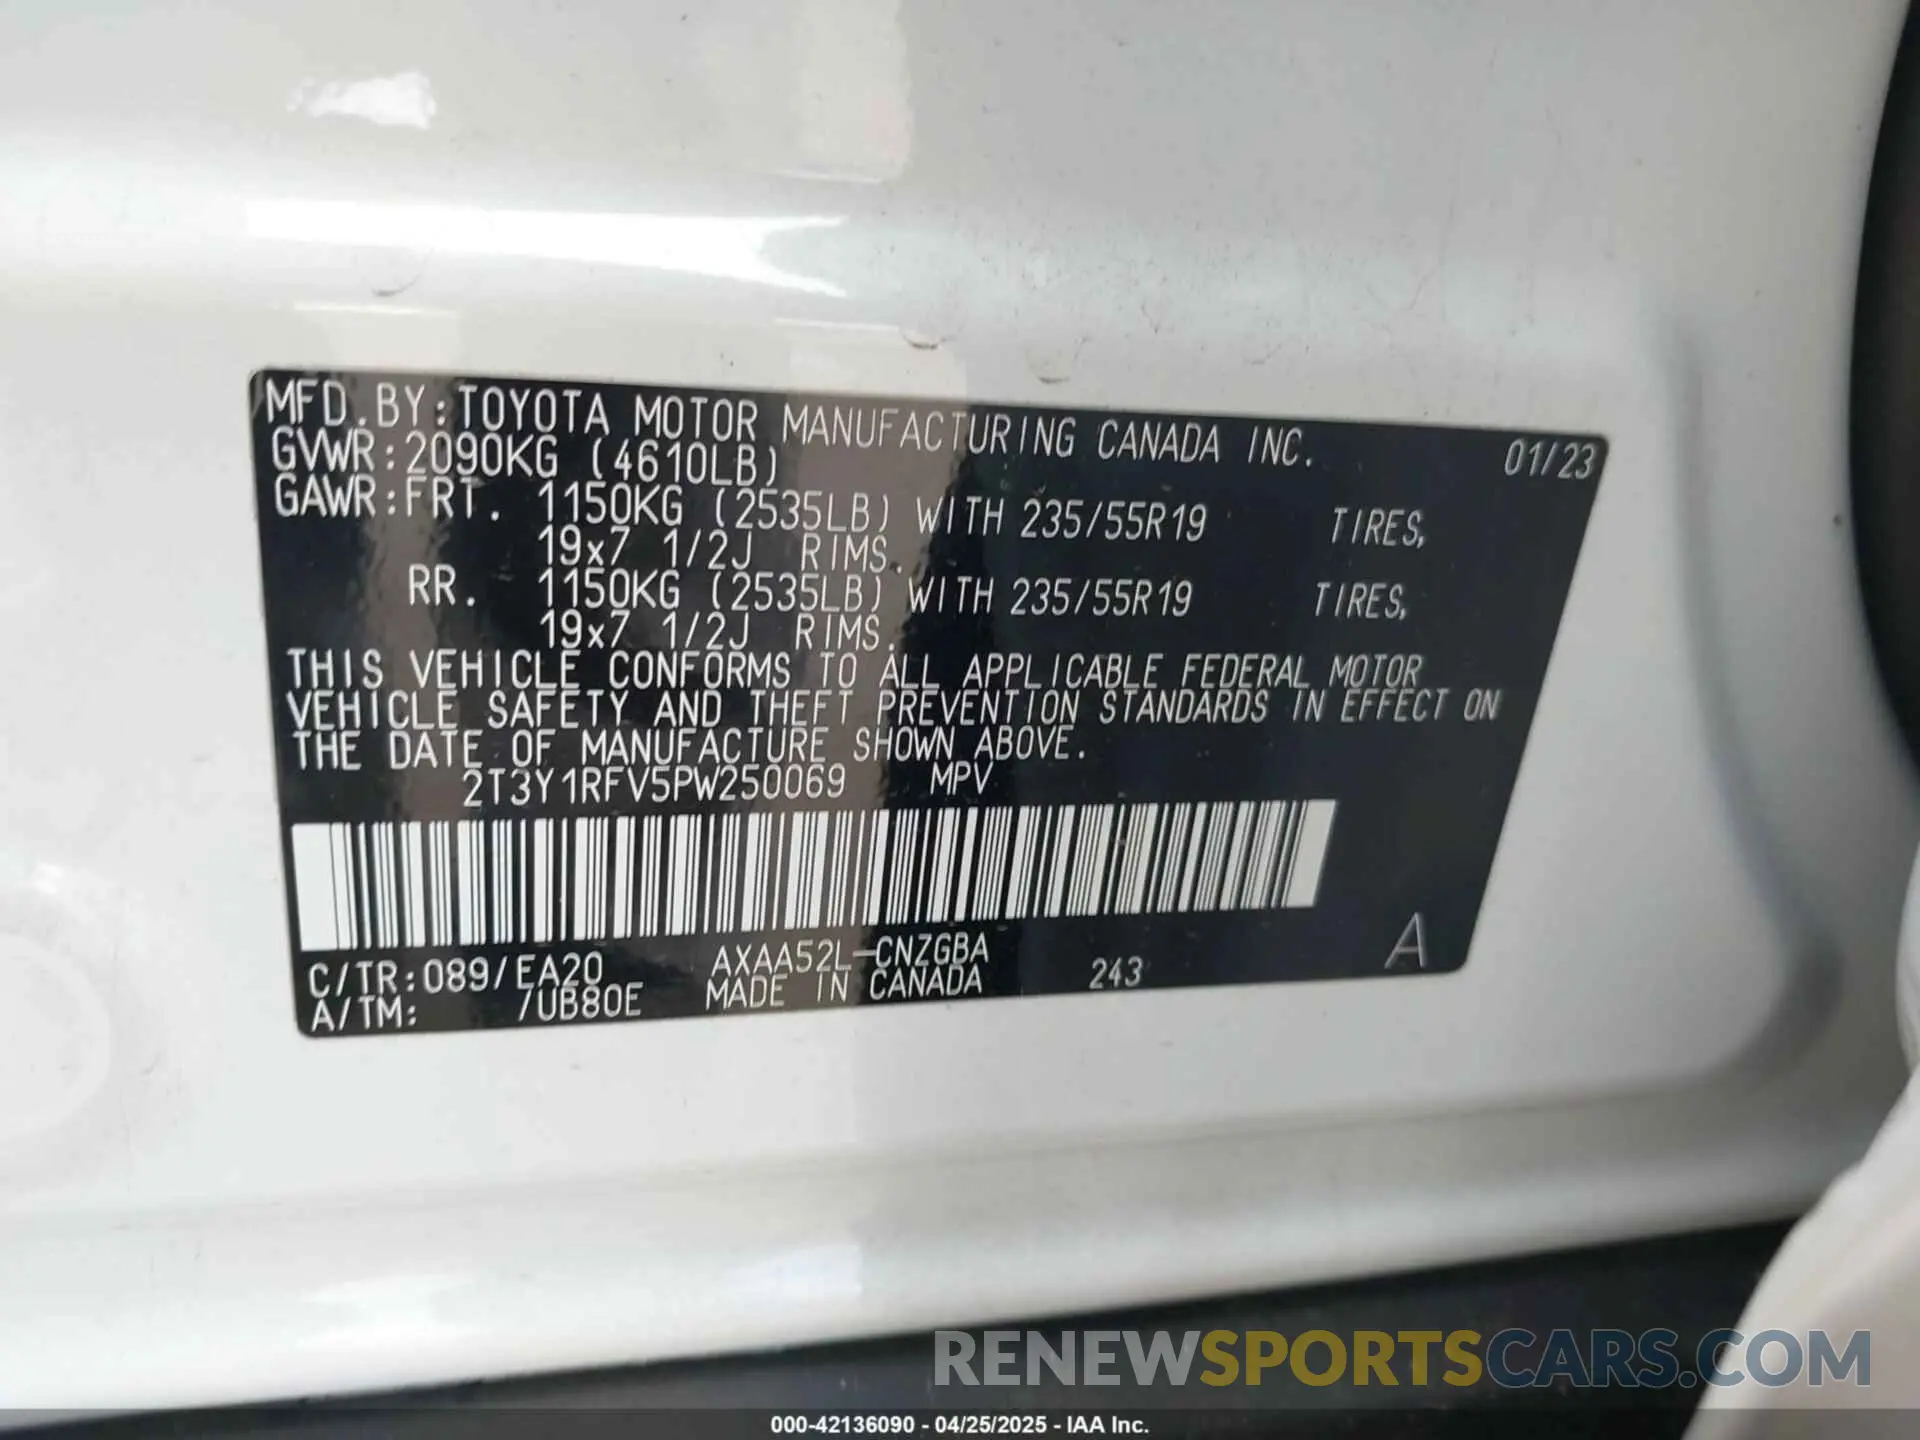 MFD.BY:TOYOTA MOTOR MANUFACTURING CANADA INC. 01/23
GVWR:2090KG (4610LB)
GAWR:FRT. 1150KG (2535LB) WITH 235/55R19 TIRES,
19x7 1/2J RIMS.
RR. 1150KG (2535LB) WITH 235/55R19 TIRES,
19x7 1/2J RIMS.
THIS VEHICLE CONFORMS TO ALL APPLICABLE FEDERAL MOTOR
VEHICLE SAFETY AND THEFT PREVENTION STANDARDS IN EFFECT ON
THE DATE OF MANUFACTURE SHOWN ABOVE.
2T3Y1RFV5PW250069 MPV
C/TR:089/EA20 AXAA52L-CNZGBA 243 A
A/TM: /UB80E MADE IN CANADA
RENEWSPORTSCARS.COM
000-42136090 - 04/25/2025 - IAA Inc.